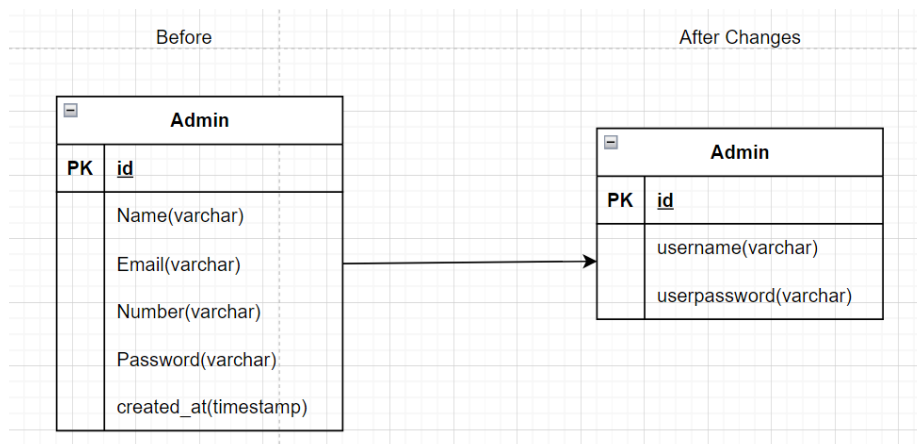 Before
Admin
PK id
Name(varchar)
Email(varchar)
Number(varchar)
Password(varchar)
created_at(timestamp)
After Changes
Admin
PK id
username(varchar)
userpassword(varchar)